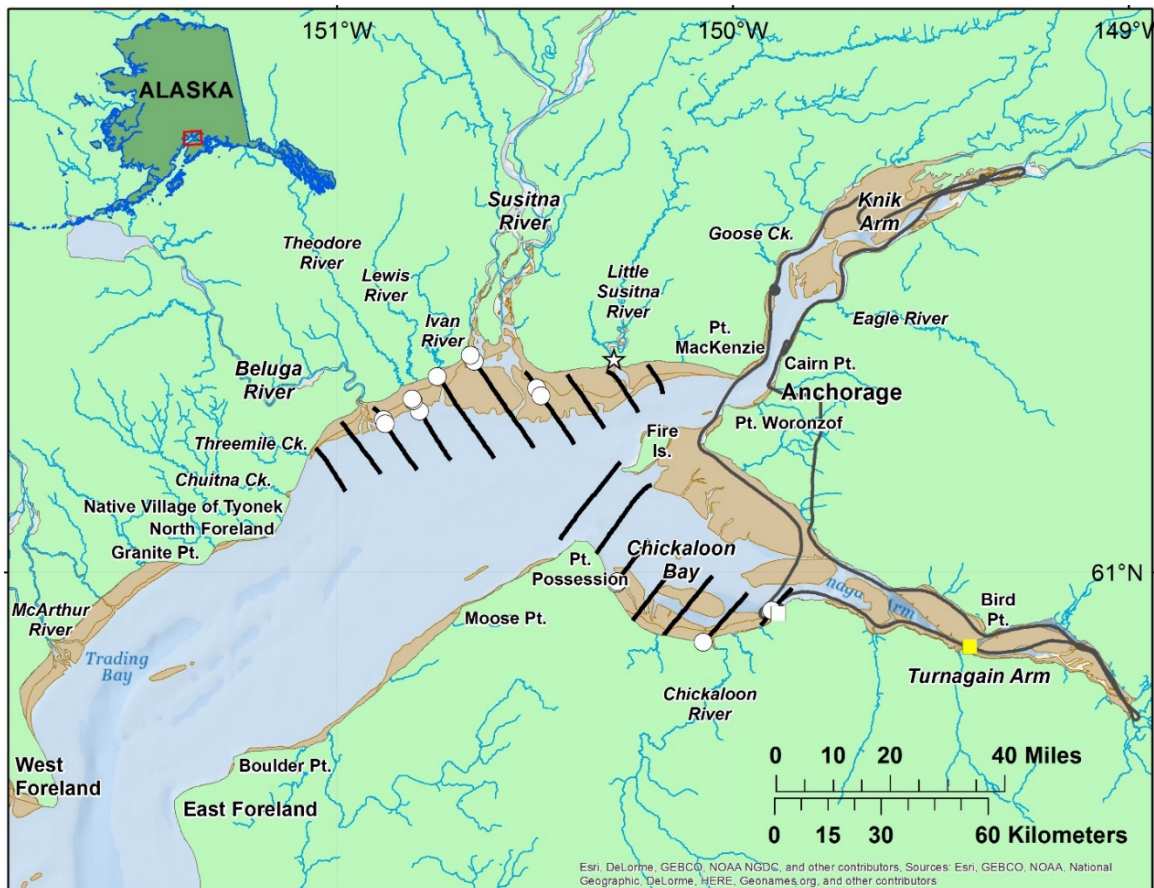 151°W
150°W
149°W
ALASKA
Susitna
River
Theodore
River
Lewis
River
Ivan
River
Beluga
River
Little
Susitna
River
Goose Ck.
Knik
Arm
Eagle River
Pt.
MacKenzie
Cairn Pt.
Anchorage
Pt. Woronzof
Fire
Is.
Threemile Ck.
Chuitna Ck.
Native Village of Tyonek
North Foreland
Granite Pt.
McArthur
River
Trading
Bay
West
Foreland
Boulder Pt.
East Foreland
Moose Pt.
Pt.
Possession
Chickaloon
Bay
61°N
naga
Arm
Bird
Pt.
Turnagain Arm
Chickaloon
River
0 10 20 40 Miles
0 15 30 60 Kilometers
Esri, DeLorme, GEBCO, NOAA NGDC, and other contributors, Sources: Esri, GEBCO, NOAA, National
Geographic, DeLorme, HERE, Geonames.org, and other contributors